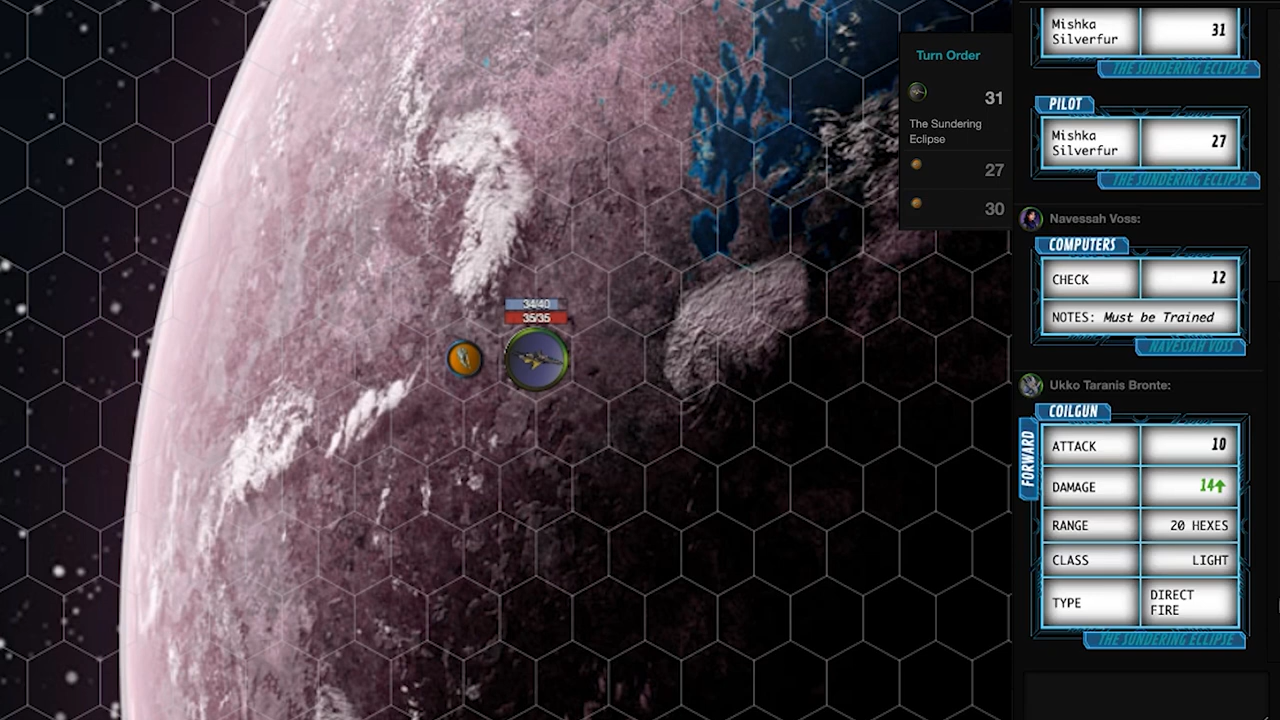 Mishka
Silverfur
31
THE SUNDERING ECLIPSE
Turn Order
31
The Sundering
Eclipse
27
30
PILOT
Mishka
Silverfur
27
THE SUNDERING ECLIPSE
Navessah Voss:
COMPUTERS
CHECK
12
NOTES: Must be Trained
NAVESSAH VOSS
34/40
35/35
Ukko Taranis Bronte:
COILGUN
FORWARD
ATTACK
10
DAMAGE
14
RANGE
20 HEXES
CLASS
LIGHT
TYPE
DIRECT
FIRE
THE SUNDERING ECLIPSE